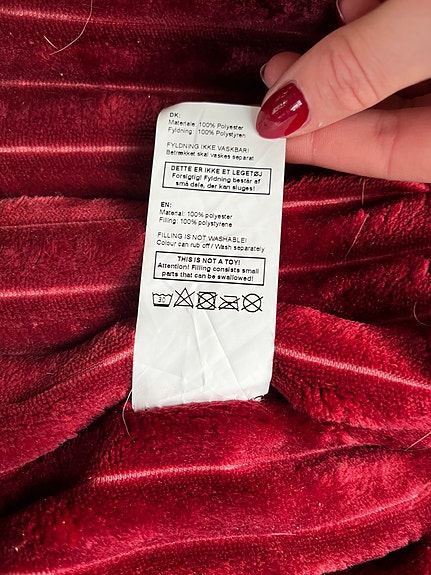 DK:
Materiale: 100% Polyester
Fyldning: 100% Polystyren
FYLDNING IKKE VASKBAR!
Betrækket skal vaskes separat
DETTE ER IKKE ET LEGETØJ
Forsigtig! Fyldning består af
små dele, der kan sluges!
EN:
Material: 100% polyester
Filling: 100% polystyrene
FILLING IS NOT WASHABLE!
Colour can rub off / Wash separately
THIS IS NOT A TOY!
Attention! Filling consists small
parts that can be swallowed!
30